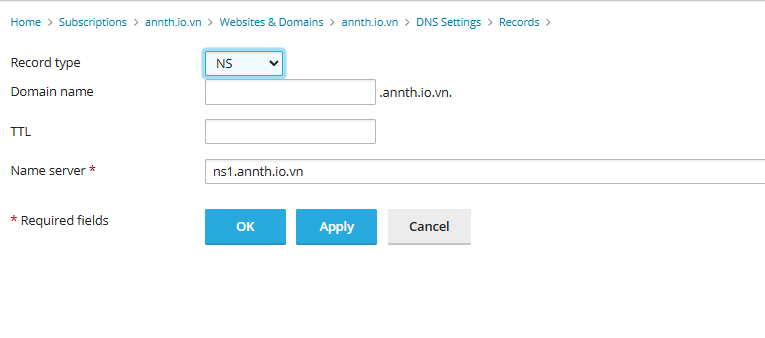 Home > Subscriptions > annth.io.vn > Websites & Domains > annth.io.vn > DNS Settings > Records >
Record type NS
Domain name .annth.io.vn.
TTL
Name server * ns1.annth.io.vn
* Required fields OK Apply Cancel